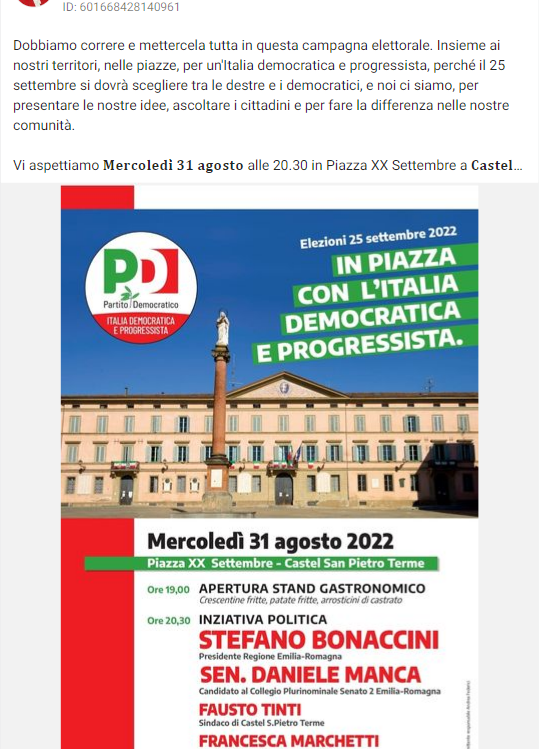 ID: 601668428140961
Dobbiamo correre e mettercela tutta in questa campagna elettorale. Insieme ai
nostri territori, nelle piazze, per un'Italia democratica e progressista, perché il 25
settembre si dovrà scegliere tra le destre e i democratici, e noi ci siamo, per
presentare le nostre idee, ascoltare i cittadini e per fare la differenza nelle nostre
comunità.
Vi aspettiamo Mercoledì 31 agosto alle 20.30 in Piazza XX Settembre a Castel...
Elezioni 25 settembre 2022
IN PIAZZA
CON L'ITALIA
DEMOCRATICA
E PROGRESSISTA.
PD
Partito Democratico
ITALIA DEMOCRATICA
E PROGRESSISTA
Mercoledì 31 agosto 2022
Piazza XX Settembre - Castel San Pietro Terme
Ore 19,00 APERTURA STAND GASTRONOMICO
Crescentine fritte, patate fritte, arrosticini di castrato
Ore 20,30 INZIATIVA POLITICA
STEFANO BONACCINI
Presidente Regione Emilia-Romagna
SEN. DANIELE MANCA
Candidato al Collegio Plurinominale Senato 2 Emilia-Romagna
FAUSTO TINTI
Sindaco di Castel S.Pietro Terme
FRANCESCA MARCHETTI